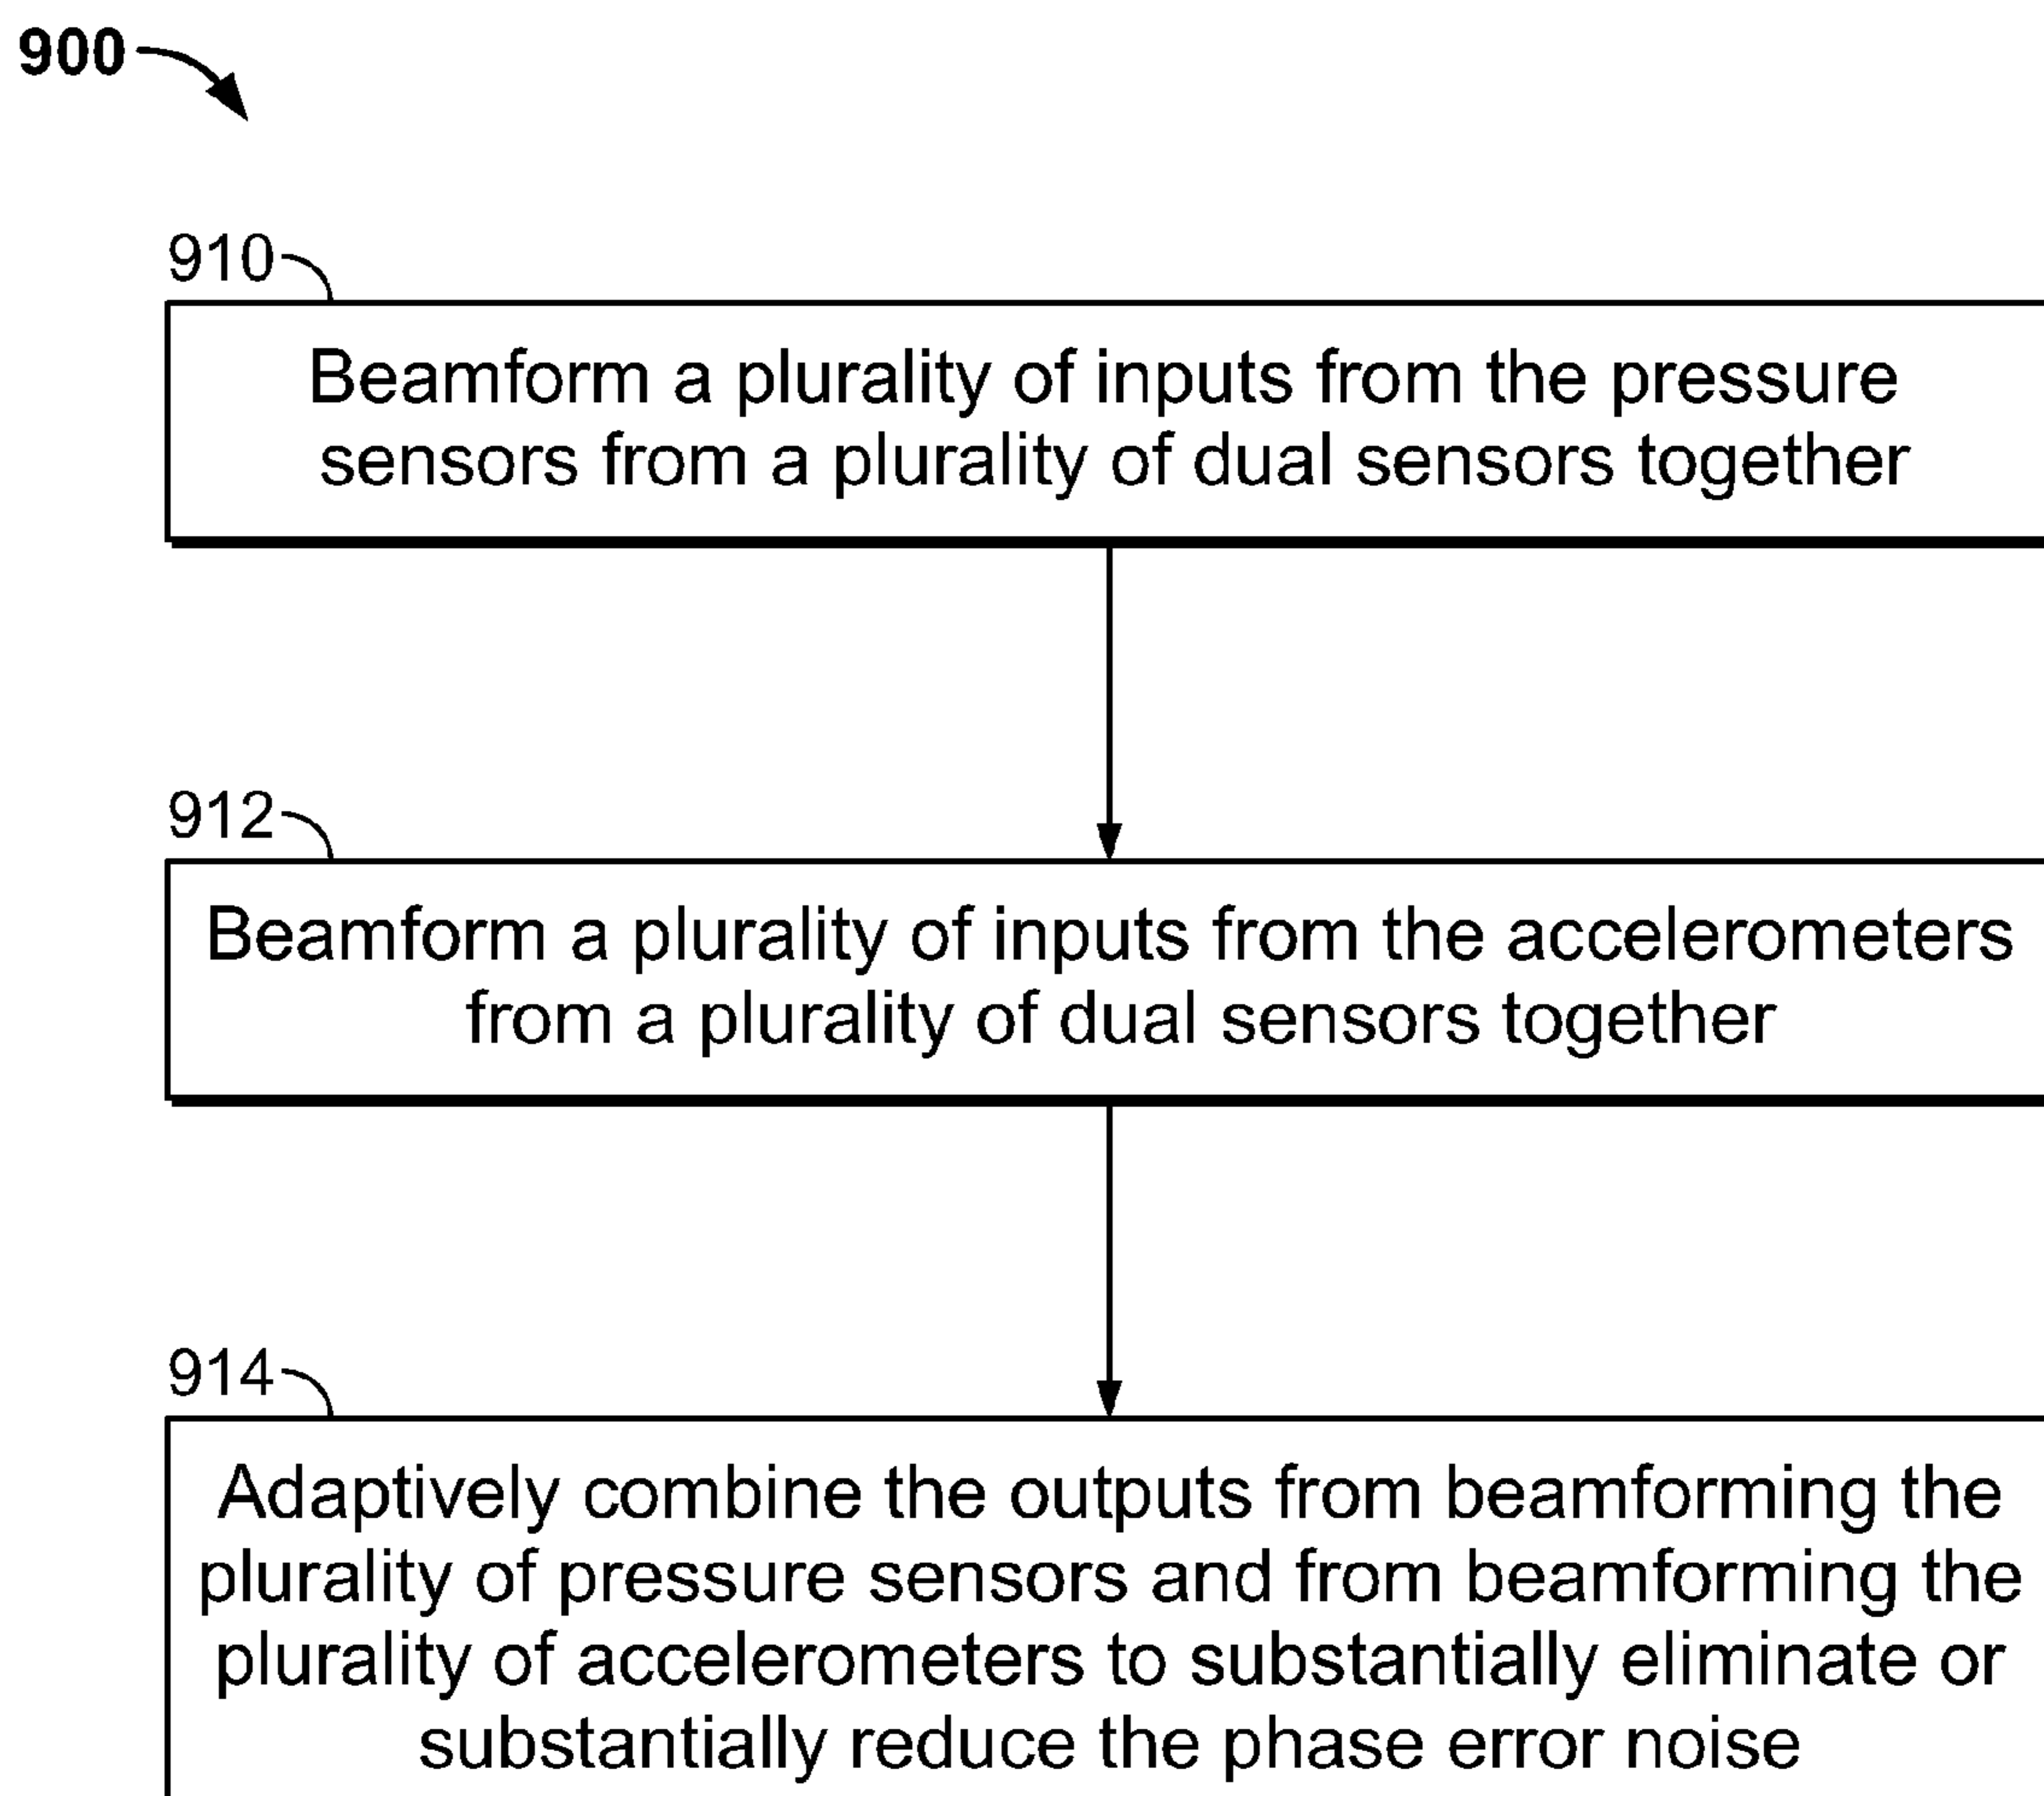 900
910
Beamform a plurality of inputs from the pressure
sensors from a plurality of dual sensors together
912
Beamform a plurality of inputs from the accelerometers
from a plurality of dual sensors together
914
Adaptively combine the outputs from beamforming the
plurality of pressure sensors and from beamforming the
plurality of accelerometers to substantially eliminate or
substantially reduce the phase error noise